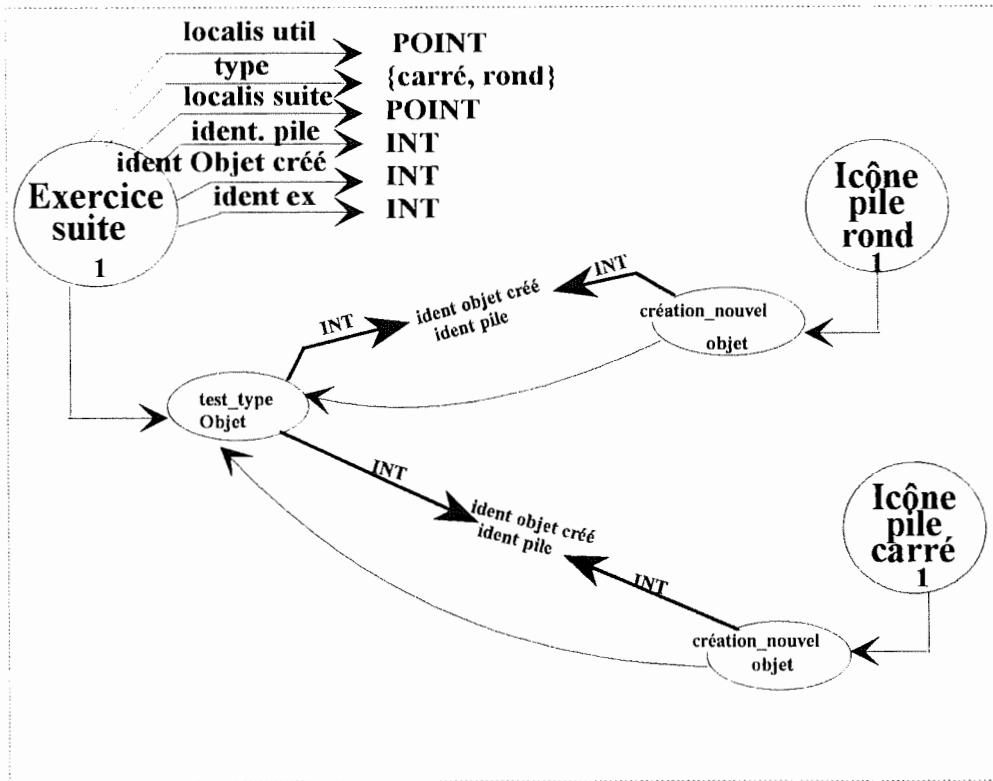 localis util POINT
type {carré, rond}
localis suite POINT
ident. pile INT
ident Objet créé INT
ident ex INT
Exercice
suite
1
Icône
pile
rond
1
INT
ident objet créé
ident pile
INT
création_nouvel
objet
test_type
Objet
INT
ident objet créé
ident pile
INT
Icône
pile
carré
1
création_nouvel
objet